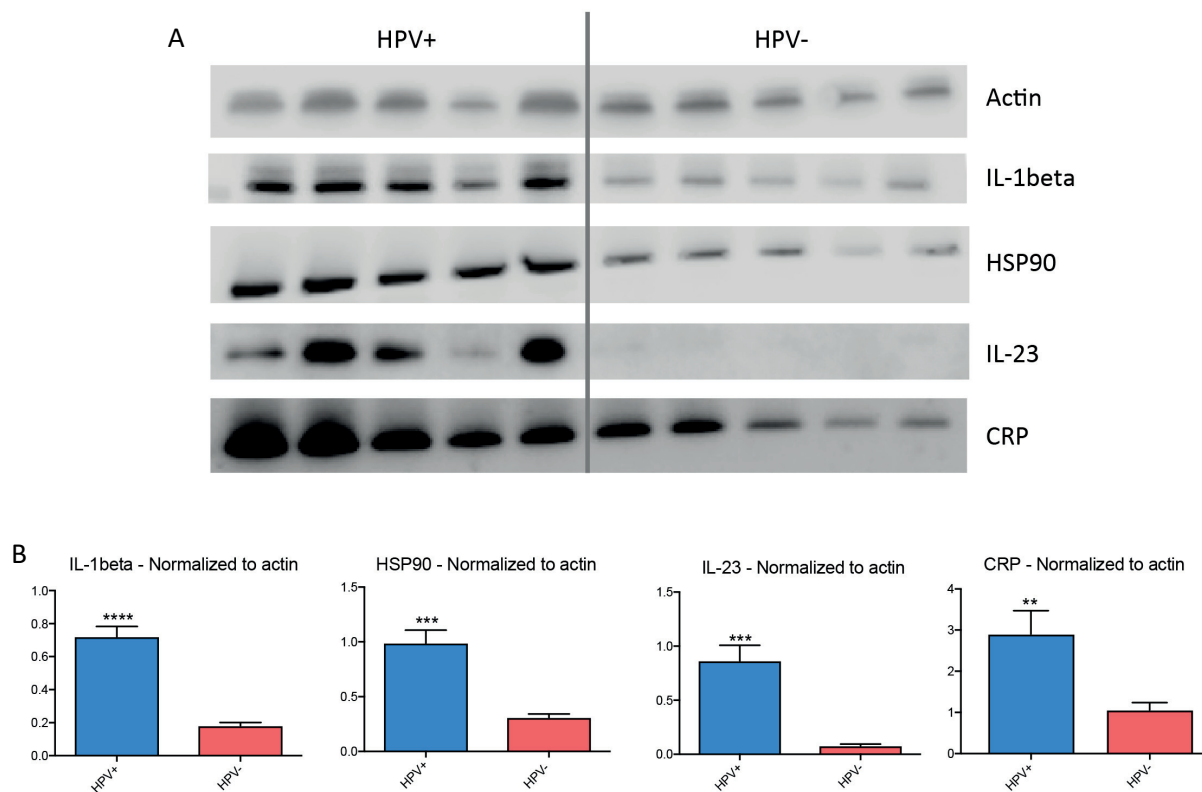 A
HPV+ HPV-
Actin
IL-1beta
HSP90
IL-23
CRP
B
IL-1beta - Normalized to actin
1.0
0.8
0.6
0.4
0.2
0.0
****
HPV+ HPV-
HSP90 - Normalized to actin
1.5
1.0
0.5
0.0
***
HPV+ HPV-
IL-23 - Normalized to actin
1.5
1.0
0.5
0.0
***
HPV+ HPV-
CRP - Normalized to actin
4
3
2
1
0
**
HPV+ HPV-